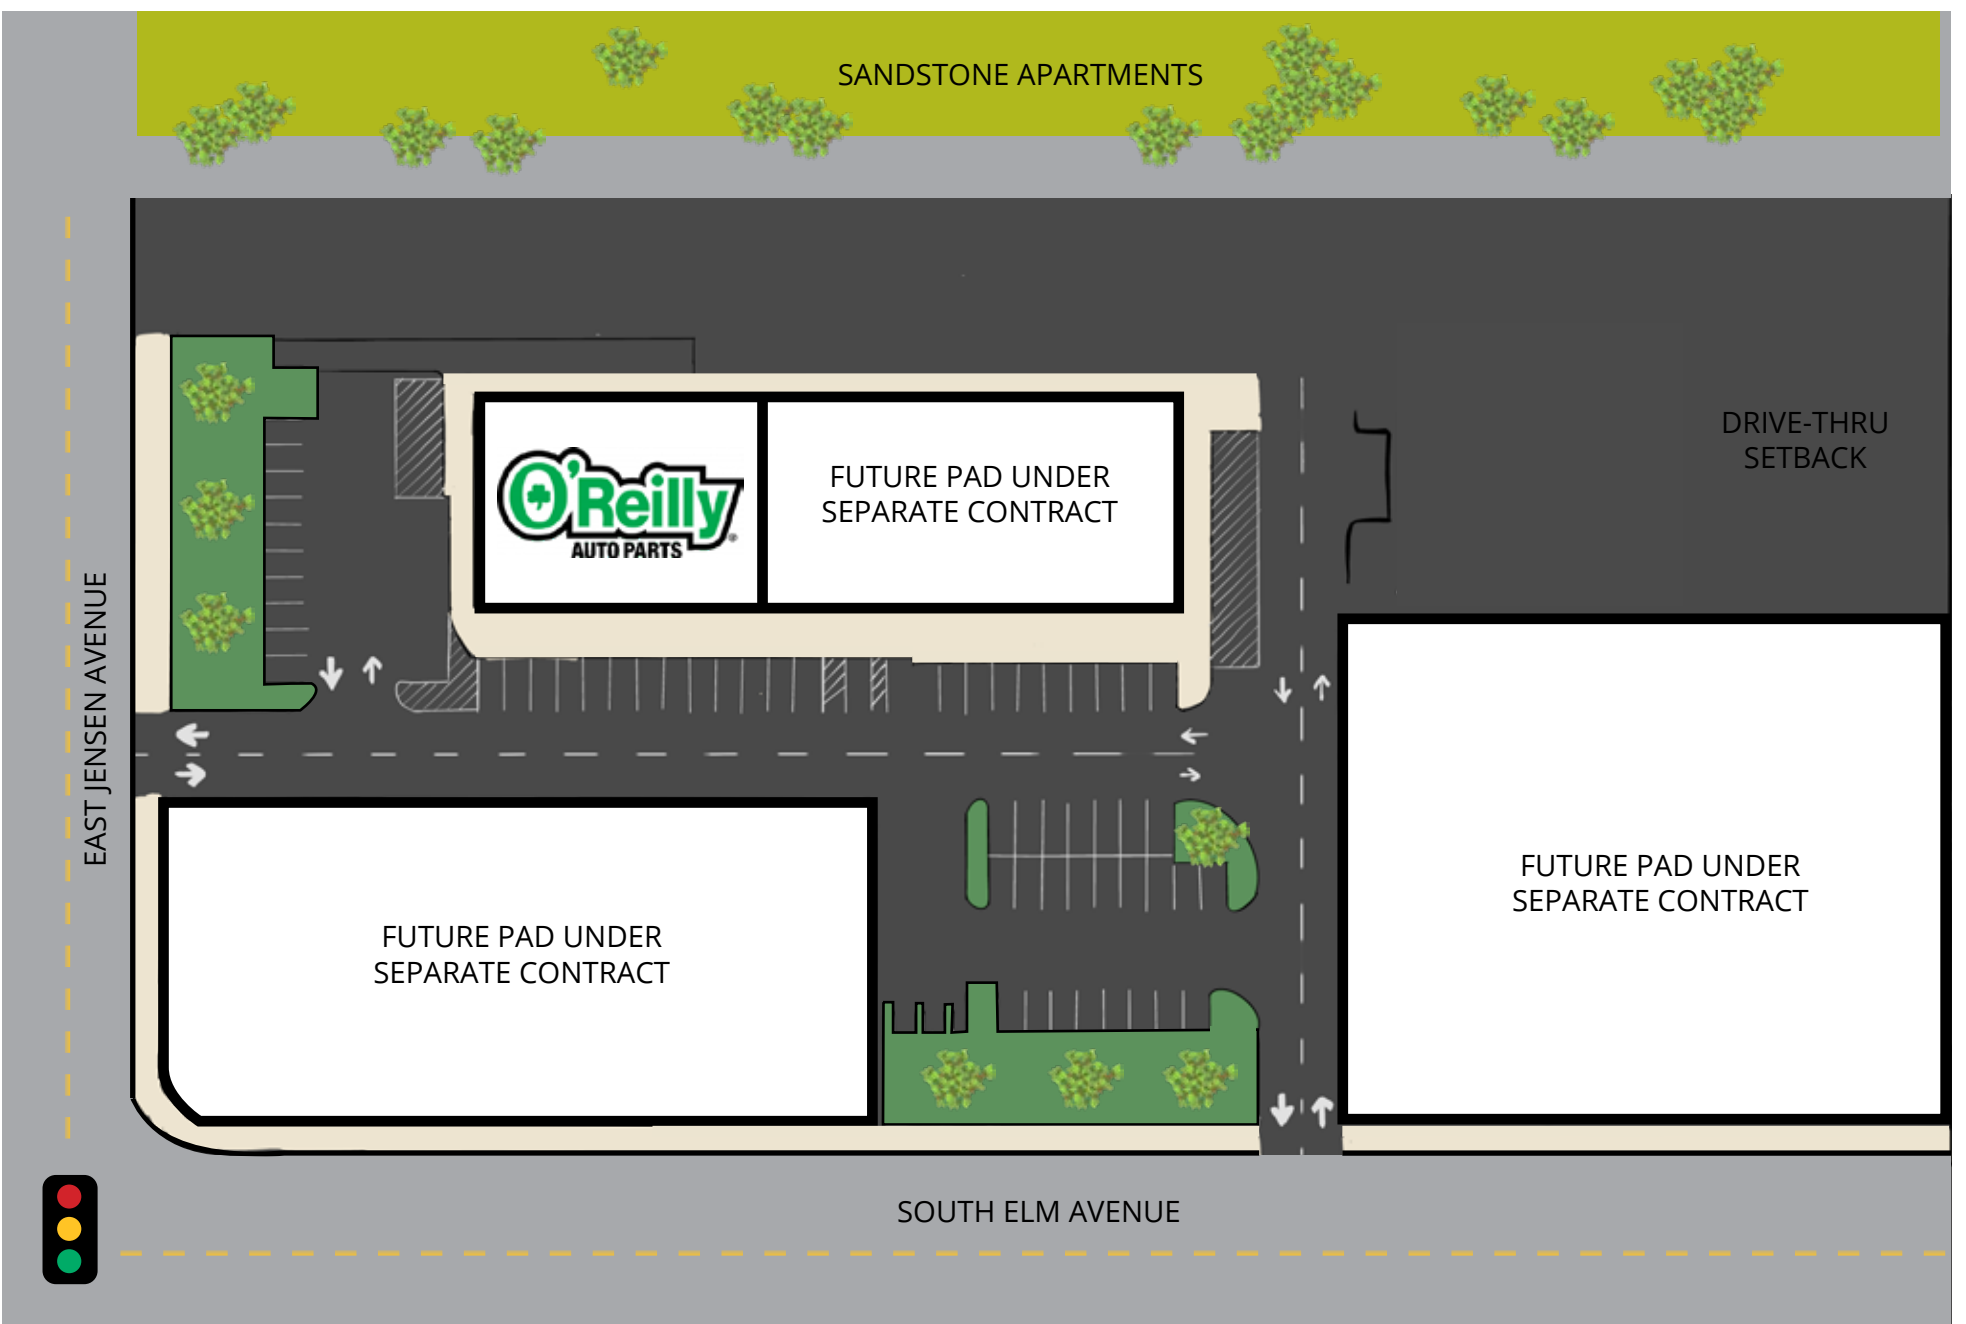 SANDSTONE APARTMENTS
DRIVE-THRU
SETBACK
O'Reilly
AUTO PARTS
®
FUTURE PAD UNDER
SEPARATE CONTRACT
EAST JENSEN AVENUE
FUTURE PAD UNDER
SEPARATE CONTRACT
FUTURE PAD UNDER
SEPARATE CONTRACT
SOUTH ELM AVENUE